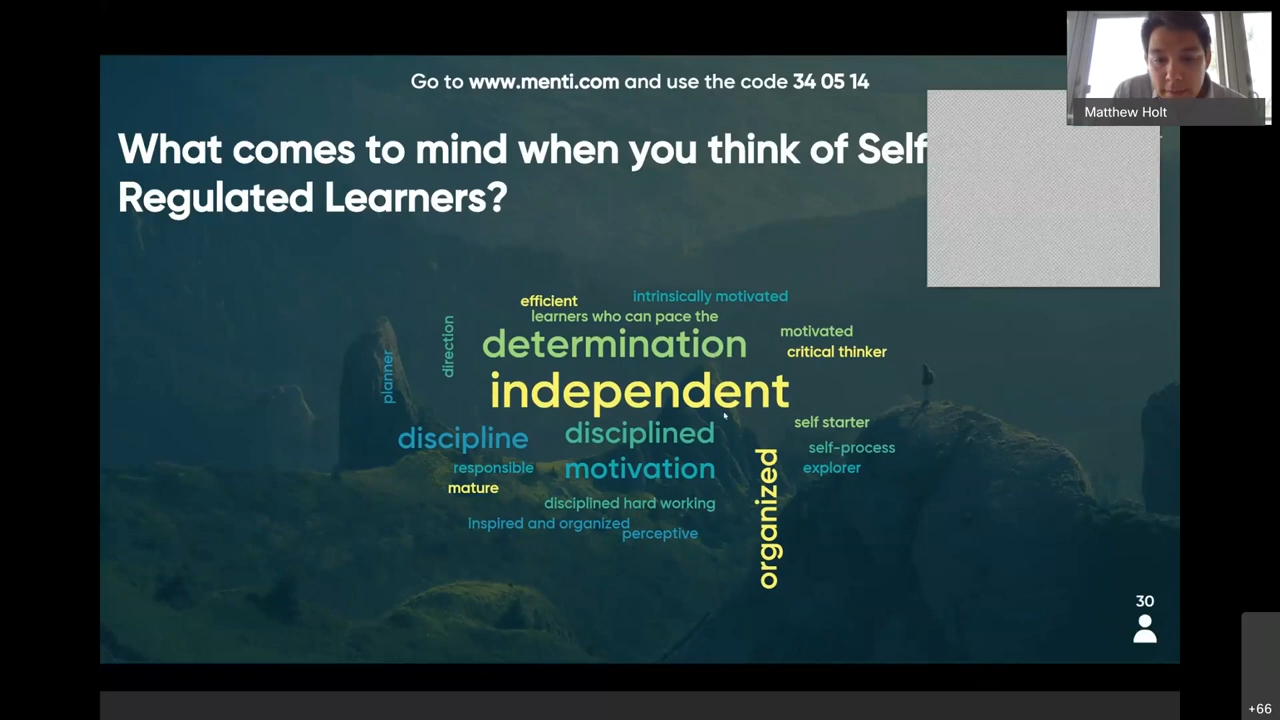 Go to www.menti.com and use the code 34 05 14
Matthew Holt
What comes to mind when you think of Self
Regulated Learners?
efficient
intrinsically motivated
learners who can pace the
direction
determination
motivated
critical thinker
planner
independent
discipline
disciplined
self starter
self-process
responsible
motivation
explorer
mature
organized
disciplined hard working
Inspired and organized
perceptive
30
+66